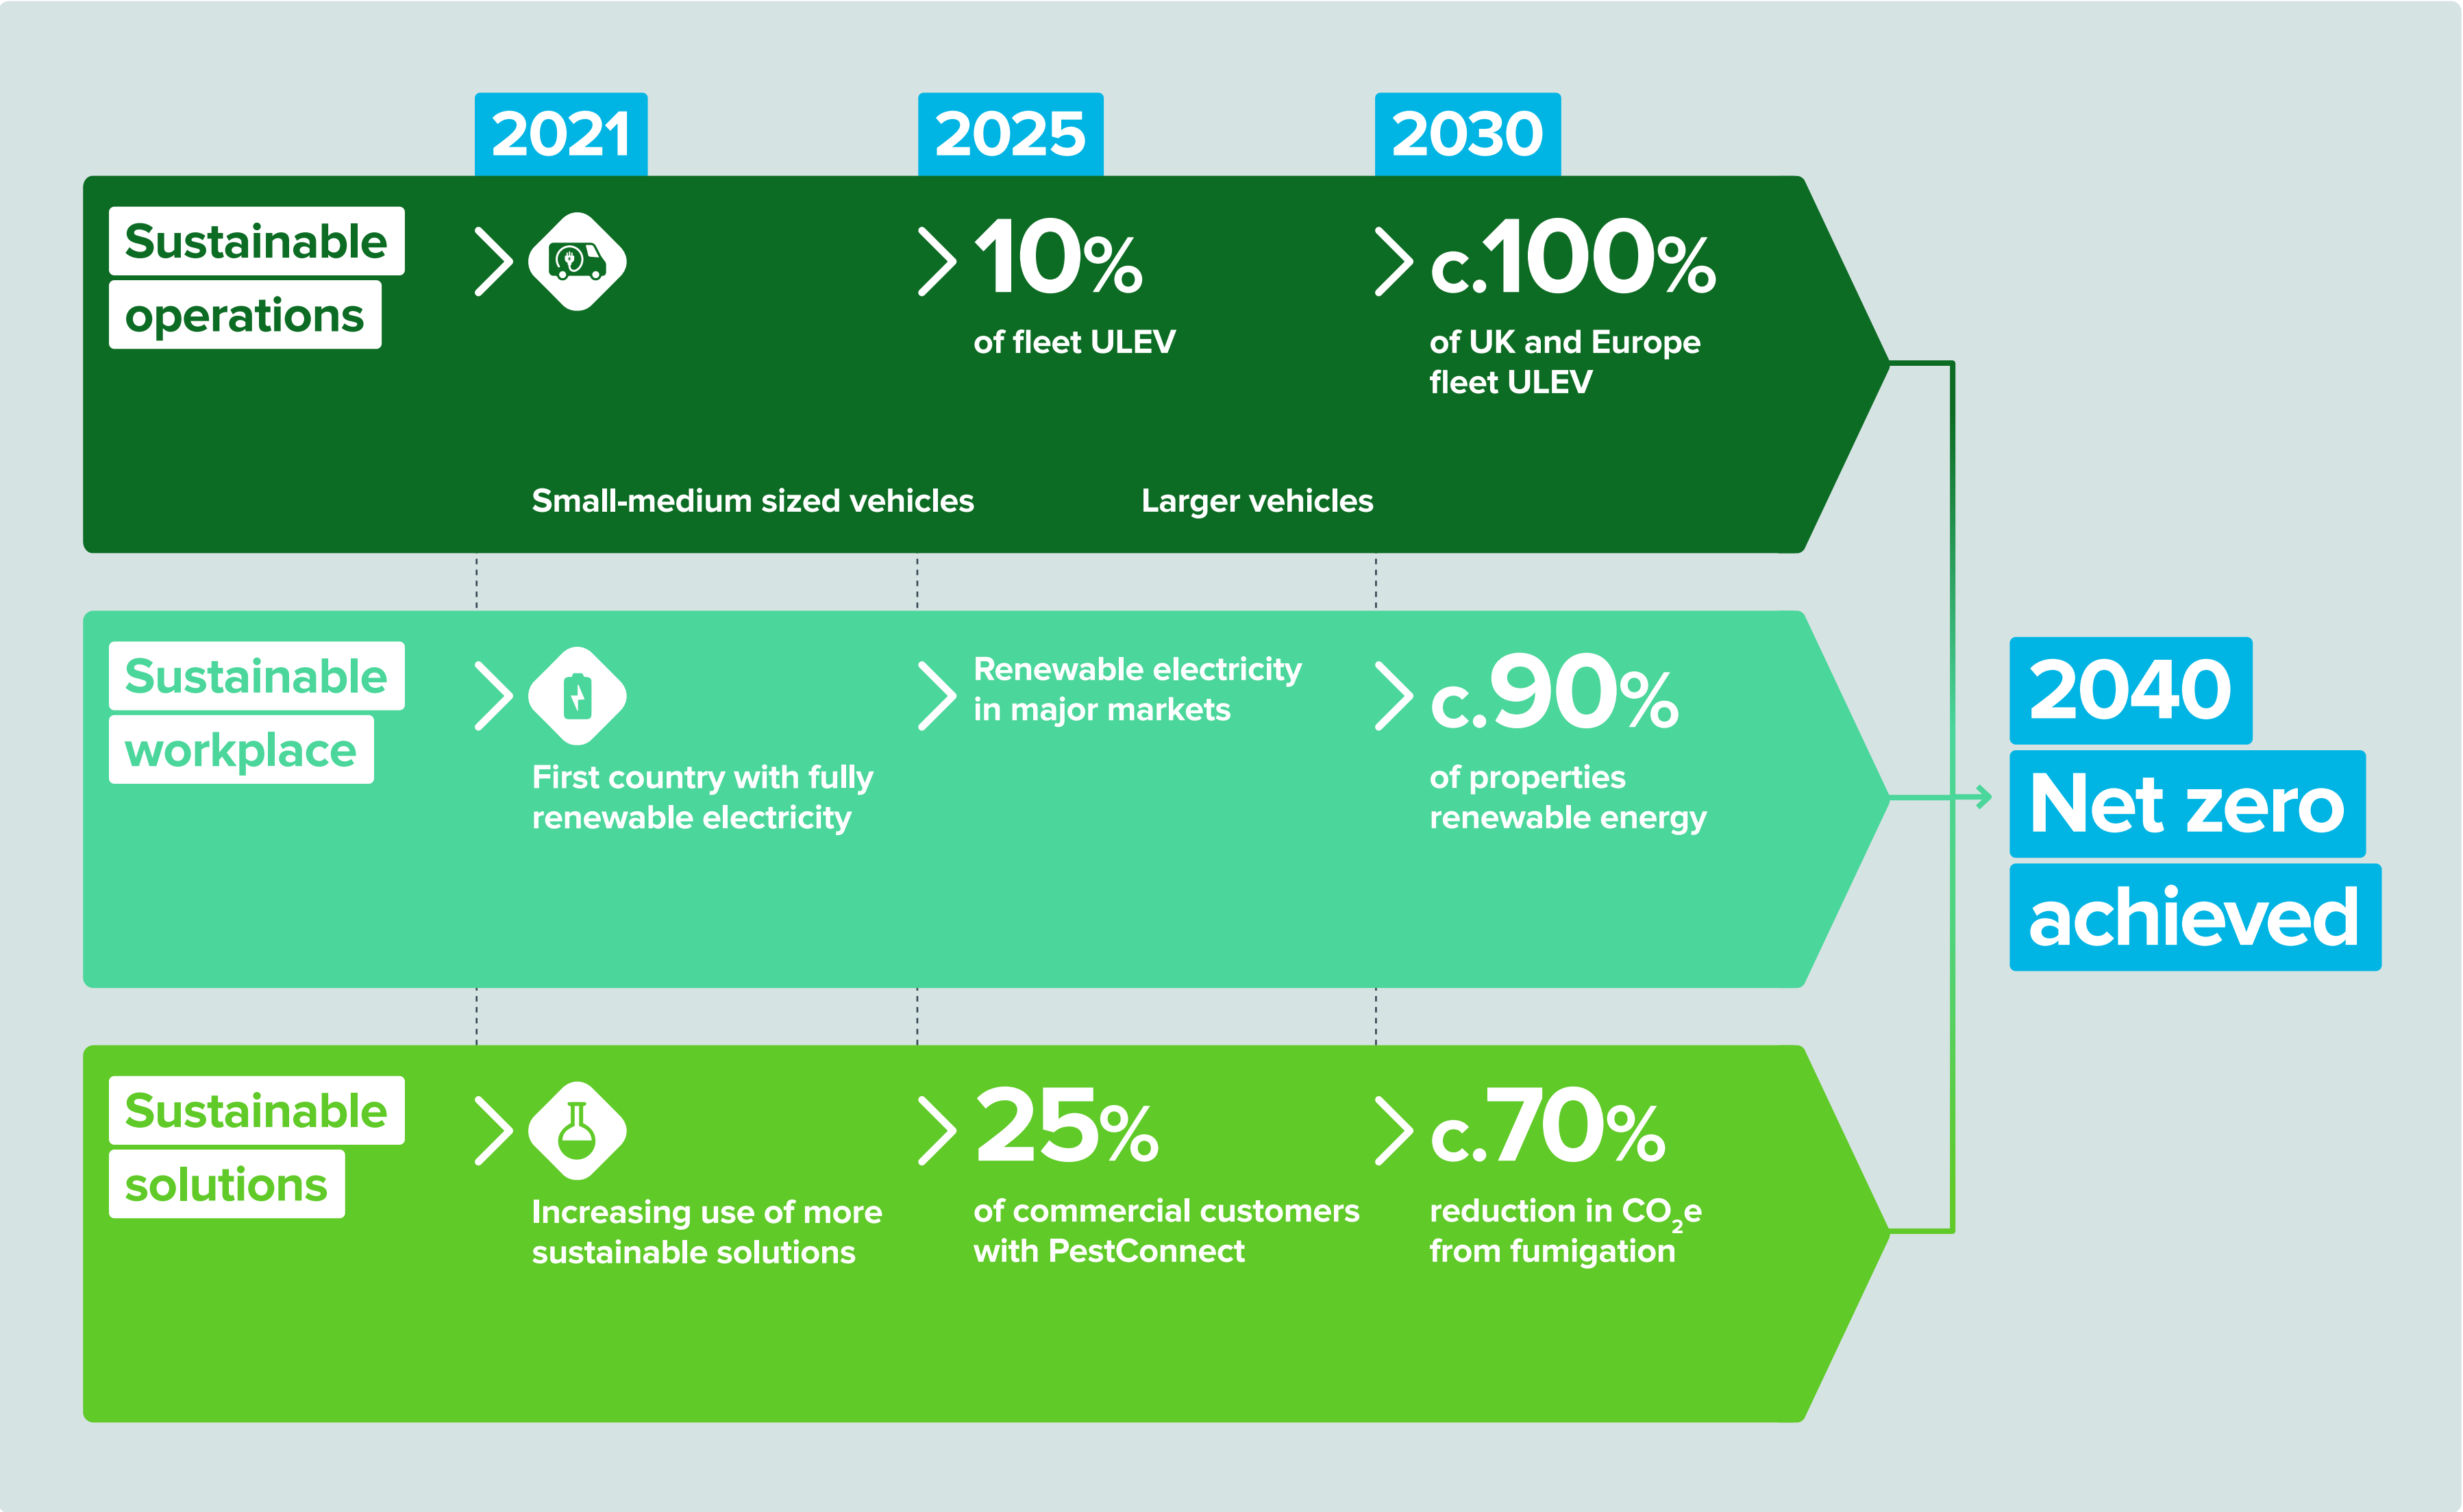 2021
2025
2030
Sustainable
operations
10%
of fleet ULEV
c.100%
of UK and Europe
fleet ULEV
Small-medium sized vehicles
Larger vehicles
Sustainable
workplace
First country with fully
renewable electricity
Renewable electricity
in major markets
c.90%
of properties
renewable energy
Sustainable
solutions
Increasing use of more
sustainable solutions
25%
of commercial customers
with PestConnect
c.70%
reduction in CO₂e
from fumigation
2040
Net zero
achieved